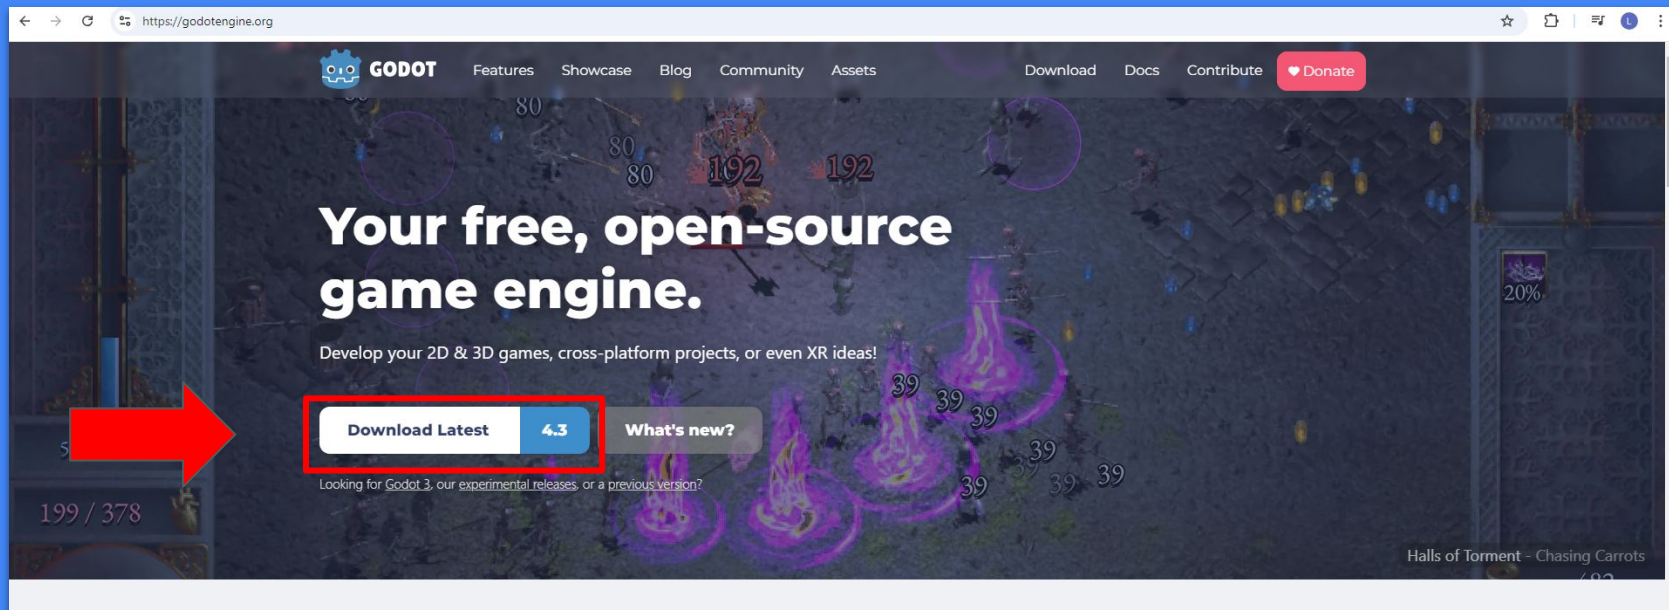 https://godotengine.org
L
GODOT Features Showcase Blog Community Assets Download Docs Contribute Donate
80
80
80
192 192
Your free, open-source
game engine.
20%
Develop your 2D & 3D games, cross-platform projects, or even XR ideas!
39
39
39
Download Latest 4.3 What's new?
5
39
39 39
39
Looking for Godot 3, our experimental releases, or a previous version?
199 / 378
Halls of Torment - Chasing Carrots